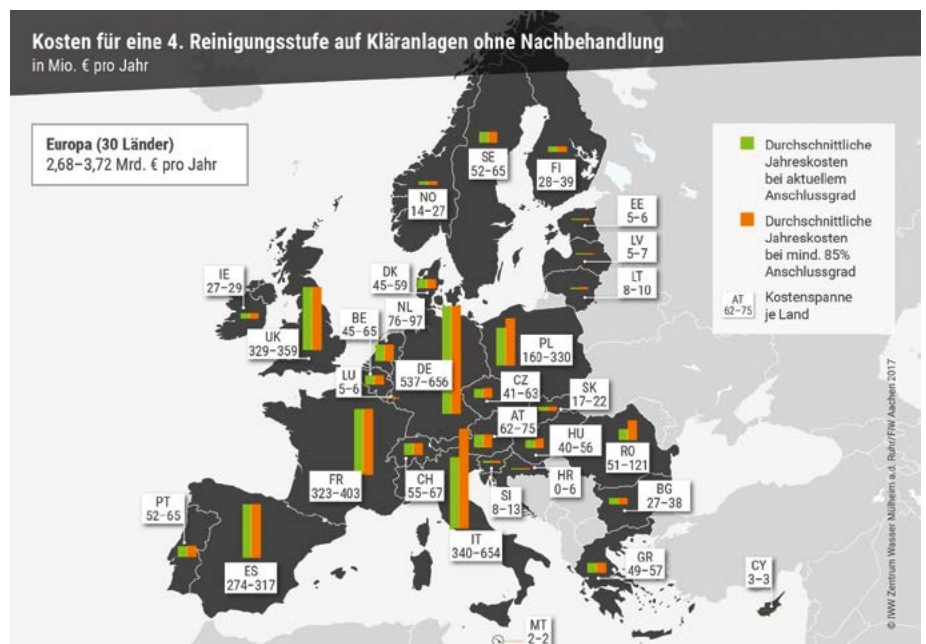 Kosten für eine 4. Reinigungsstufe auf Kläranlagen ohne Nachbehandlung
in Mio. € pro Jahr
Europa (30 Länder)
2,68–3,72 Mrd. € pro Jahr
Durchschnittliche
Jahreskosten
bei aktuellem
Anschlussgrad
Durchschnittliche
Jahreskosten
bei mind. 85%
Anschlussgrad
AT
62–75
Kostenspanne
je Land
SE
52–65
FI
28–39
NO
14–27
EE
5–6
LV
5–7
LT
8–10
IE
27–29
DK
45–59
UK
329–359
BE
45–65
NL
76–97
PL
160–330
LU
5–6
DE
537–656
CZ
41–63
SK
17–22
AT
62–75
HU
40–56
RO
51–121
FR
323–403
CH
55–67
SI
8–13
HR
0–6
BG
27–38
PT
52–65
ES
274–317
IT
340–654
GR
49–57
CY
3–3
MT
2–2
© IWW Zentrum Wasser Mülheim a.d. Ruhr/FiW Aachen 2017